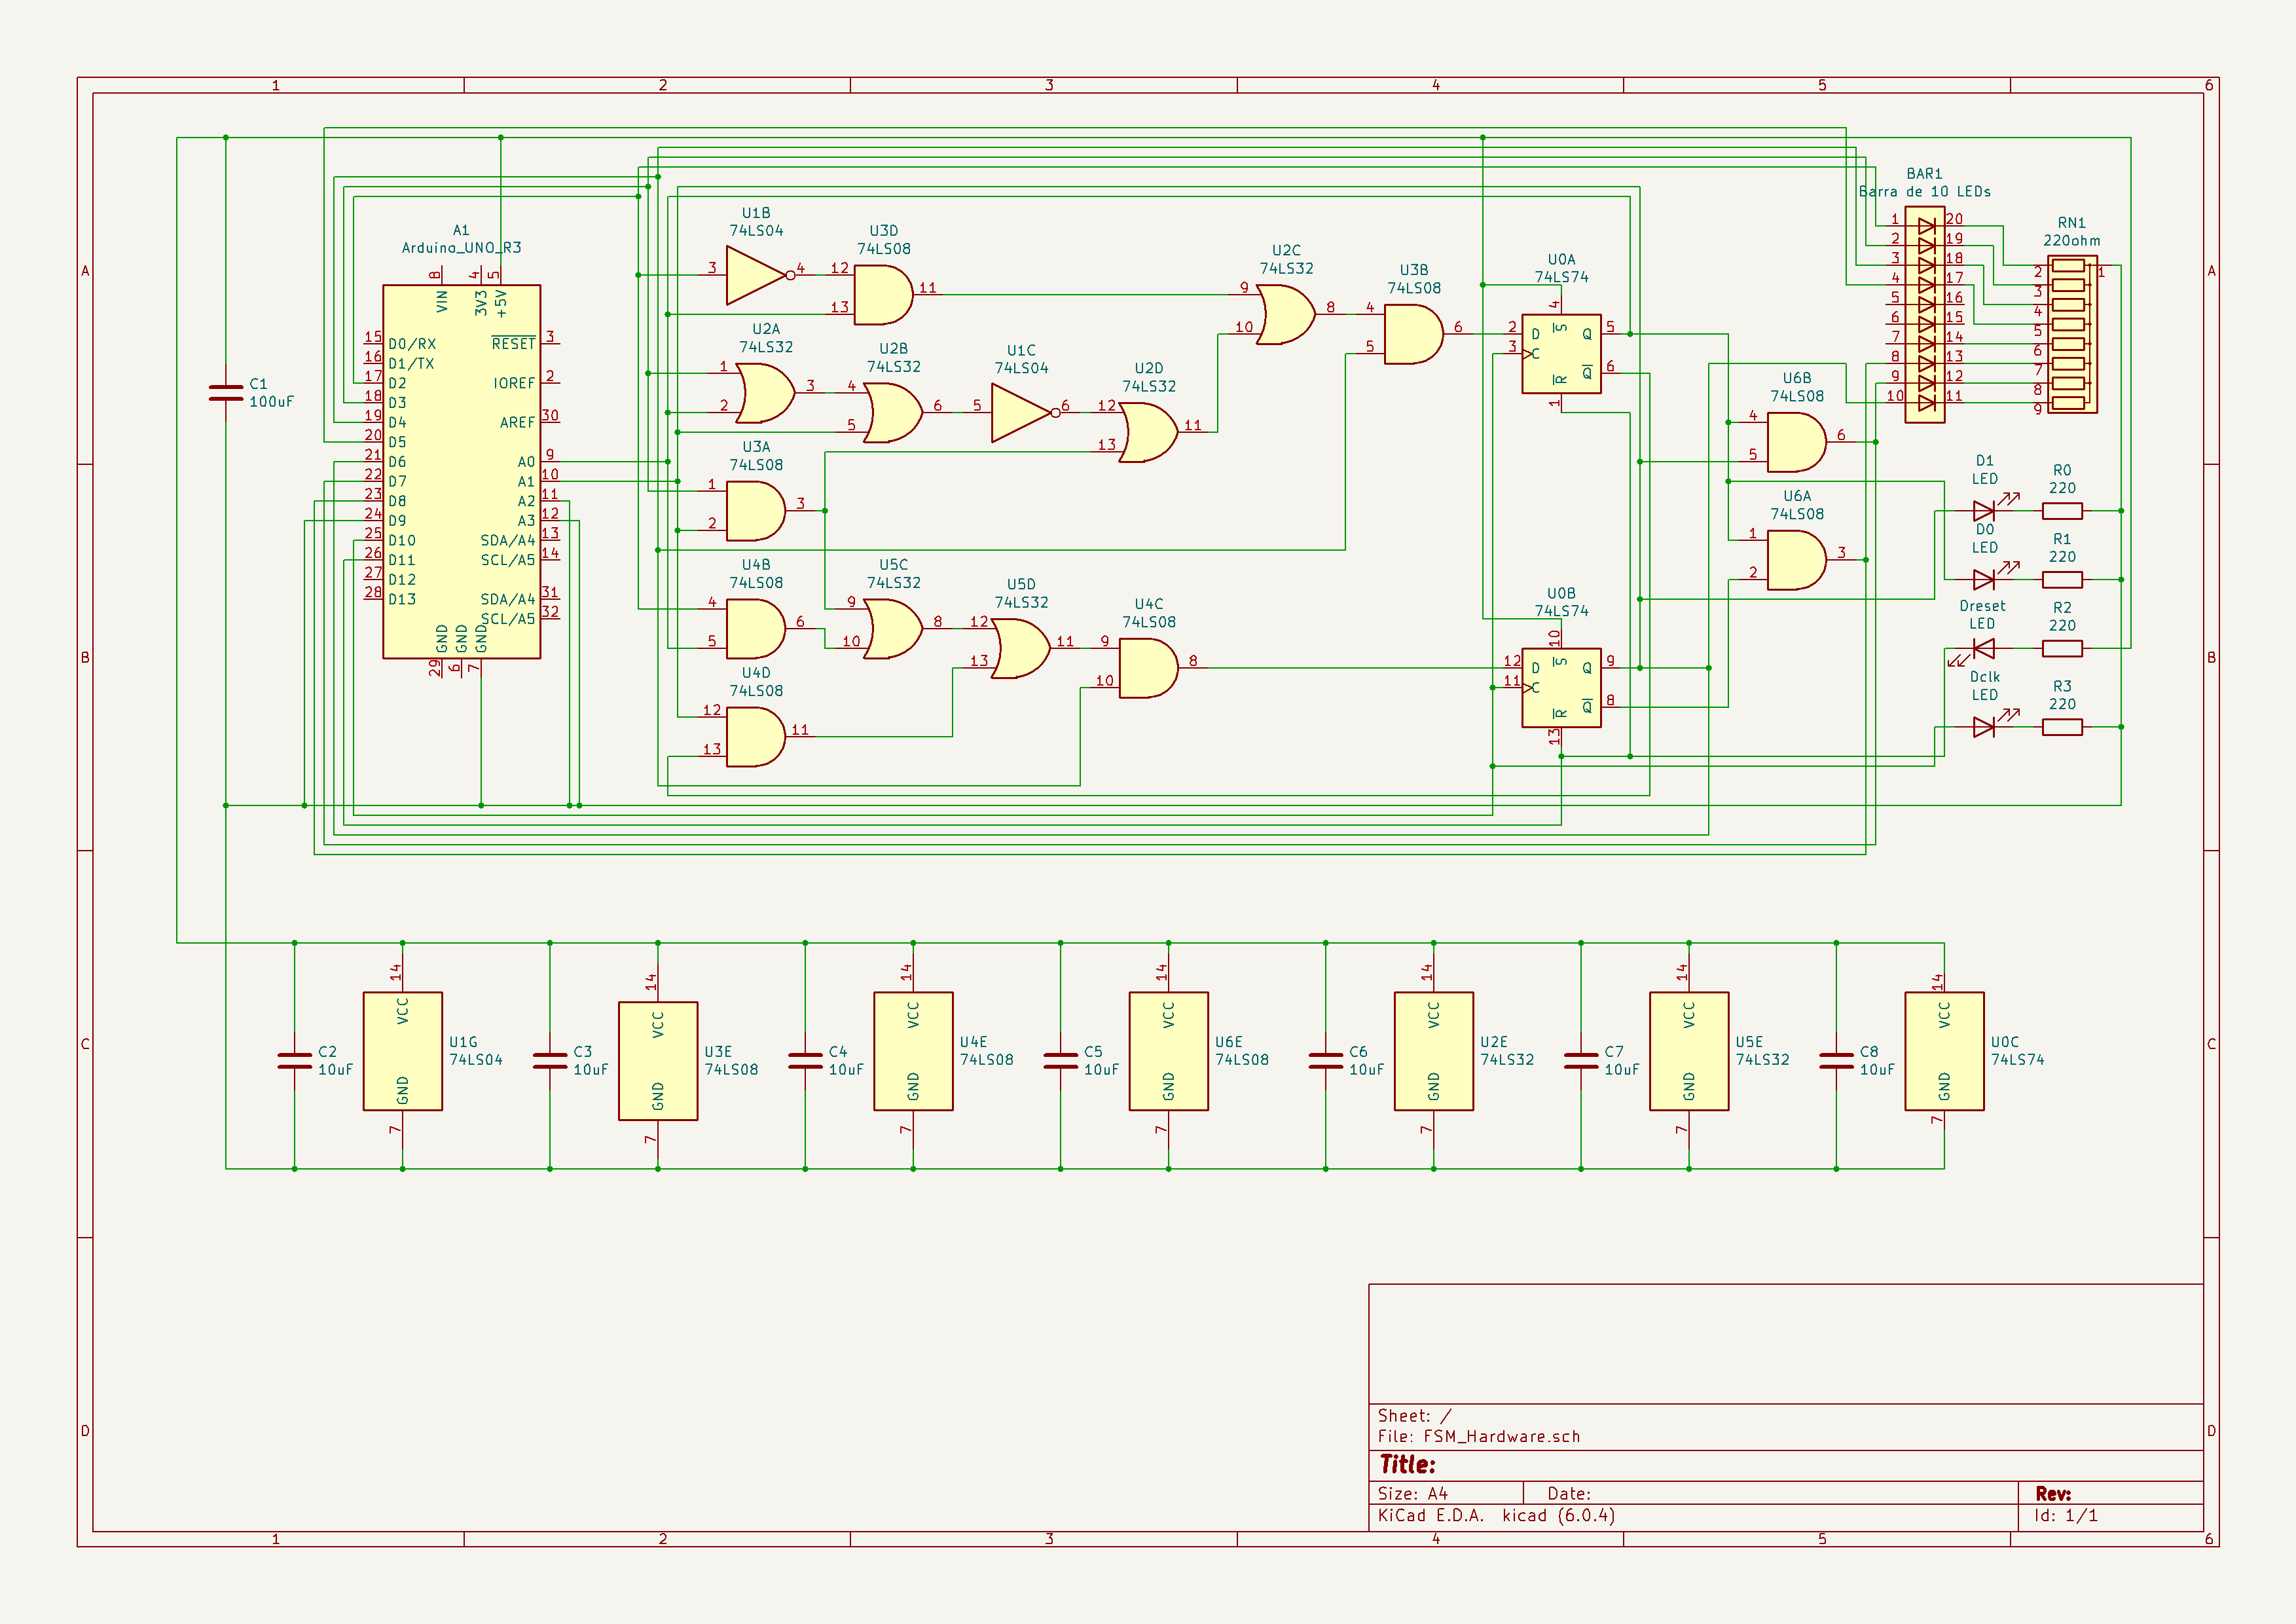 1 2 3 4 5 6
A
B
C
D
A1
Arduina_UNO_R3
8 4 5
VIN 3V3 +5V
15 D0/RX RESET 3
16 D1/TX
17 D2 IOREF 2
18 D3
19 D4 AREF 30
20 D5
21 D6 A0 9
22 D7 A1 10
23 D8 A2 11
24 D9 A3 12
25 D10 SDA/A4 13
26 D11 SCL/A5 14
27 D12
28 D13 SDA/A4 31
SCL/A5 32
GND GND GND
29 6 7
C1
100uF
U1B
74LS04
3 4
U3D
74LS08
12 13 11
U2A
74LS32
1 2 3
U2B
74LS32
4 5 6
U1C
74LS04
5 6
U2D
74LS32
12 13 11
U3A
74LS08
1 2 3
U4B
74LS08
4 5 6
U5C
74LS32
9 10 8
U5D
74LS32
12 13 11
U4C
74LS08
9 10 8
U4D
74LS08
12 13 11
U2C
74LS32
9 10 8
U3B
74LS08
4 5 6
U0A
74LS74
4
2 D S Q 5
3 C
R Q 6
1
U0B
74LS74
10
12 D S Q 9
11 C
R Q 8
13
U6B
74LS08
4 5 6
U6A
74LS08
1 2 3
BAR1
Barra de 10 LEDs
1 20
2 19
3 18
4 17
5 16
6 15
7 14
8 13
9 12
10 11
RN1
220ohm
2 1
3
4
5
6
7
8
9
D1
LED
R0
220
D0
LED
R1
220
Dreset
LED
R2
220
Dclk
LED
R3
220
C2
10uF
14
VCC
GND
7
U1G
74LS04
C3
10uF
14
VCC
GND
7
U3E
74LS08
C4
10uF
14
VCC
GND
7
U4E
74LS08
C5
10uF
14
VCC
GND
7
U6E
74LS08
C6
10uF
14
VCC
GND
7
U2E
74LS32
C7
10uF
14
VCC
GND
7
U5E
74LS32
C8
10uF
14
VCC
GND
7
U0C
74LS74
Sheet: /
File: FSM_Hardware.sch
Title:
Size: A4 Date: Rev:
KiCad E.D.A. kicad (6.0.4) Id: 1/1
A
B
C
D
1 2 3 4 5 6